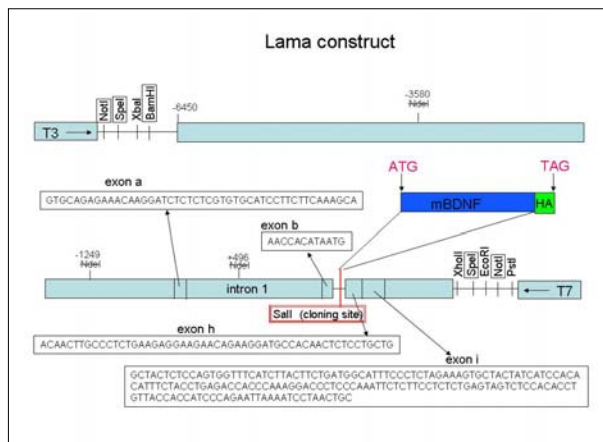 Lama construct
NotI
SpeI
XbaI
BamHI
-6450
-3580
NdeI
T3
ATG
TAG
exon a
GTGCAGAGAAACAAGGATCTCTCTCGTGTGCATCCTTCTTCAAAGCA
mBDNF
HA
exon b
AACCACATAATG
-1249
NdeI
+496
NdeI
XhoII
SpeI
EcoRI
NotI
PstI
intron 1
T7
SalI (cloning site)
exon h
ACAACTTGCCCTCTGAAGAGGAAGAACAGAAGGATGCCACAACTCTCCTGCTG
exon i
GCTACTCTCCAGTGGTTTCATCTTACTTCTGATGGCATTTCCCTCTAGAAAGTGCTACTATCATCCACA
CATTTCTACCTGAGACCACCCAAAGGACCCTCCCAAATTCTCTTCCTCTCTGAGTAGTCTCCACACCT
GTTACCACCATCCCAGAATTAAAATCCTAACTGC